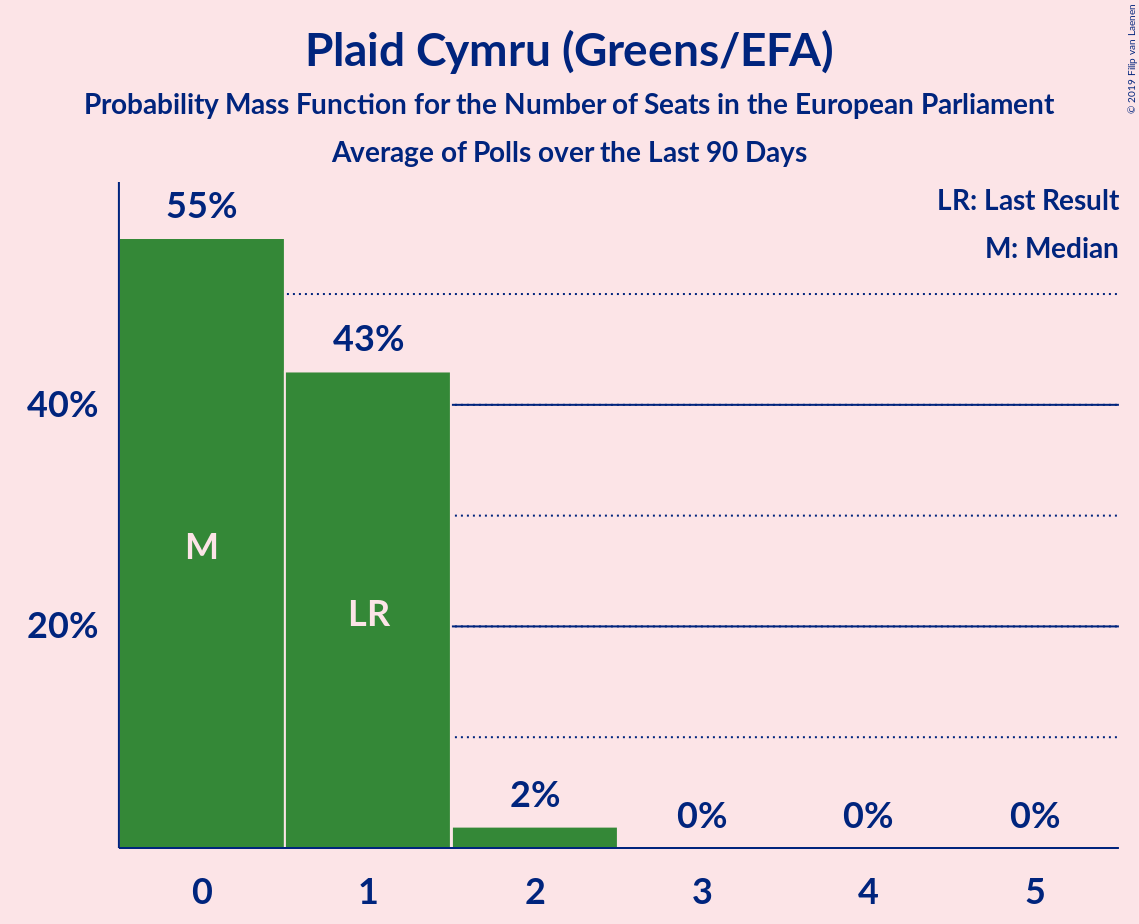 Plaid Cymru (Greens/EFA)
Probability Mass Function for the Number of Seats in the European Parliament
Average of Polls over the Last 90 Days
© 2019 Filip van Laenen
LR: Last Result
M: Median
55%
43%
40%
M
LR
20%
2%
0%
0%
0%
0
1
2
3
4
5